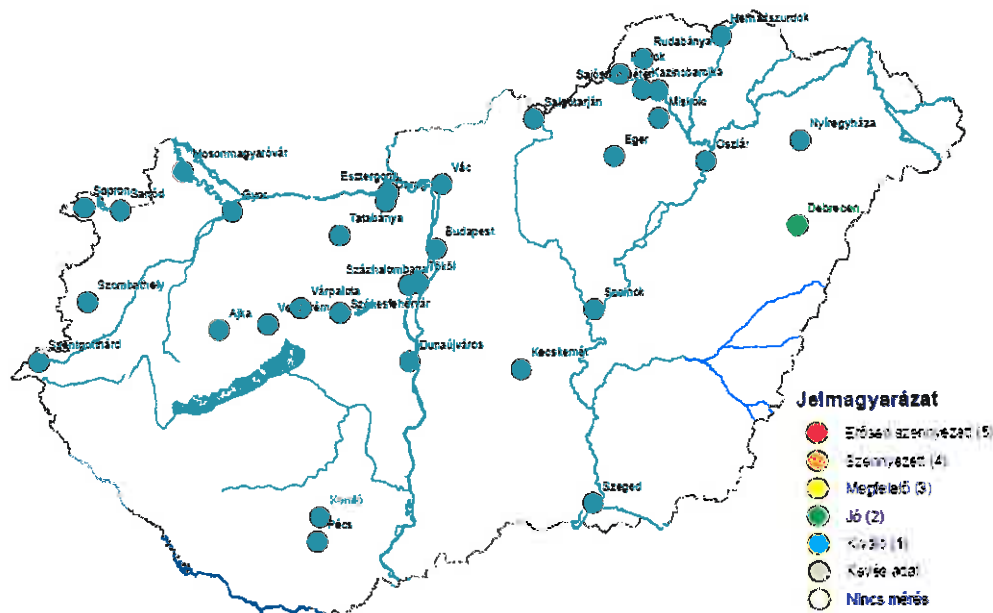 Hernádszurdok
Rudabánya
Kazincbarcika
Salgótarján
Miskolc
Eger
Oszlár
Nyíregyháza
Mosonmagyaróvár
Esztergom
Vác
Sopron
Sarród
Győr
Tatabánya
Budapest
Debrecen
Százhalombatta
Tököl
Szombathely
Várpalota
Ajka
Székesfehérvár
Szolnok
Szentgotthárd
Dunaújváros
Kecskemét
Jelmagyarázat
Erősen szennyezett (5)
Szennyezett (4)
Megfelelő (3)
Szeged
Jó (2)
Komló
Kiváló (1)
Pécs
Kevés adat
Nincs mérés